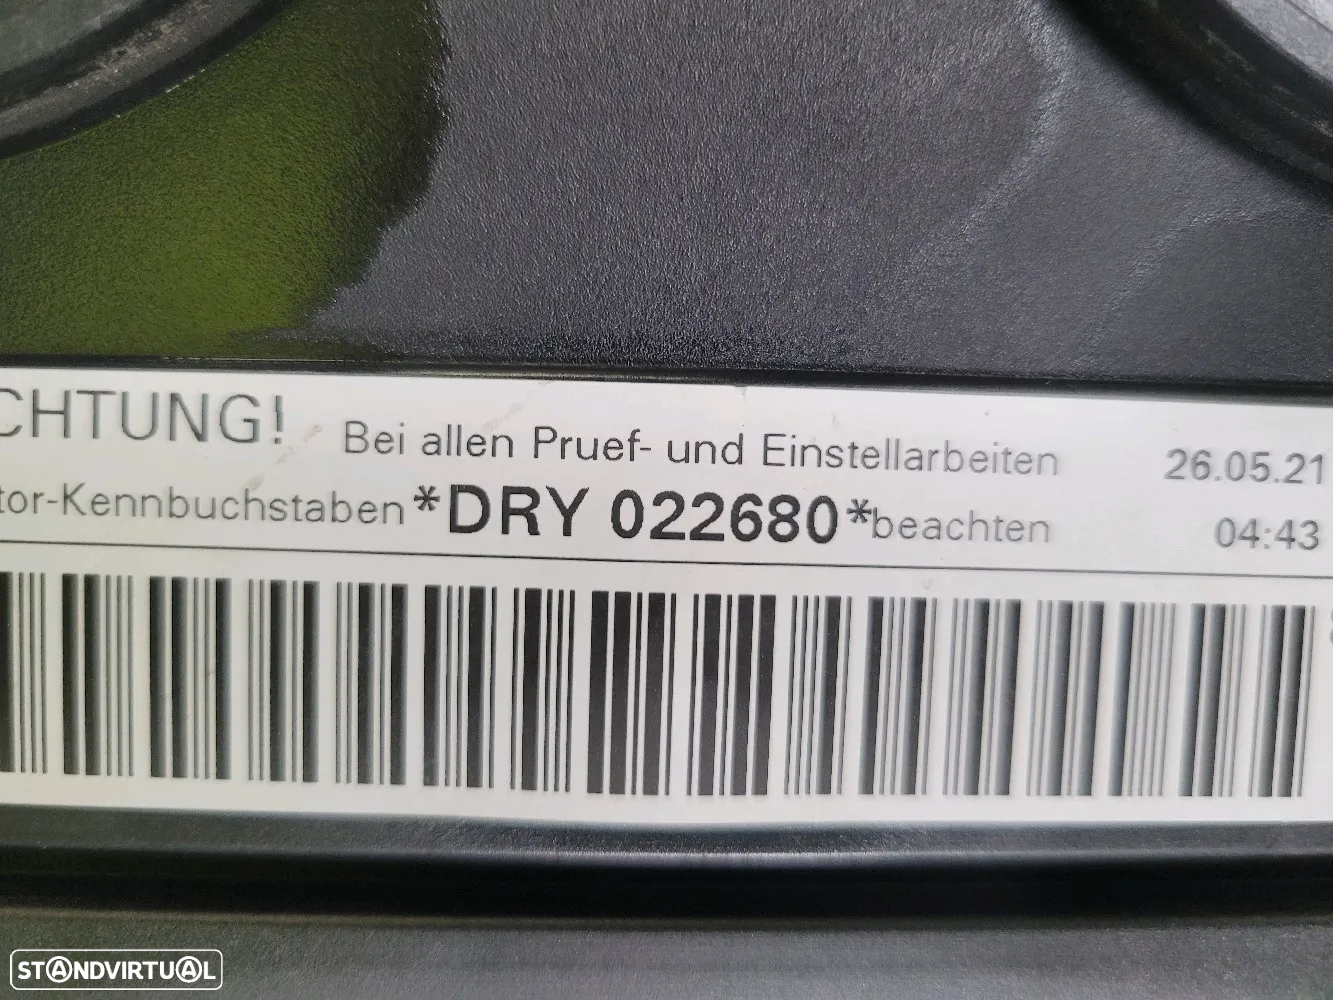 CHTUNG! Bei allen Pruef- und Einstellarbeiten 26.05.21
tor-Kennbuchstaben *DRY 022680* beachten 04:43
STANDVIRTUAL